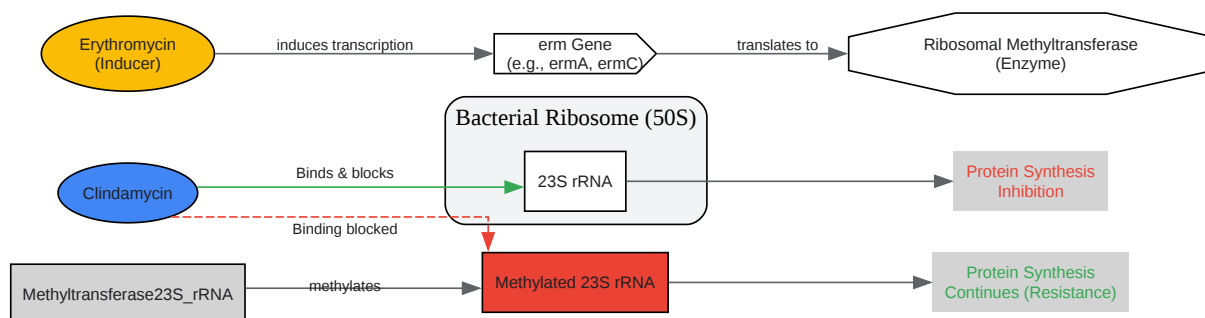 Erythromycin
(Inducer)
induces transcription
erm Gene
(e.g., ermA, ermC)
translates to
Ribosomal Methyltransferase
(Enzyme)
Bacterial Ribosome (50S)
Clindamycin
Binds & blocks
23S rRNA
Protein Synthesis
Inhibition
Binding blocked
Methyltransferase23S_rRNA
methylates
Methylated 23S rRNA
Protein Synthesis
Continues (Resistance)